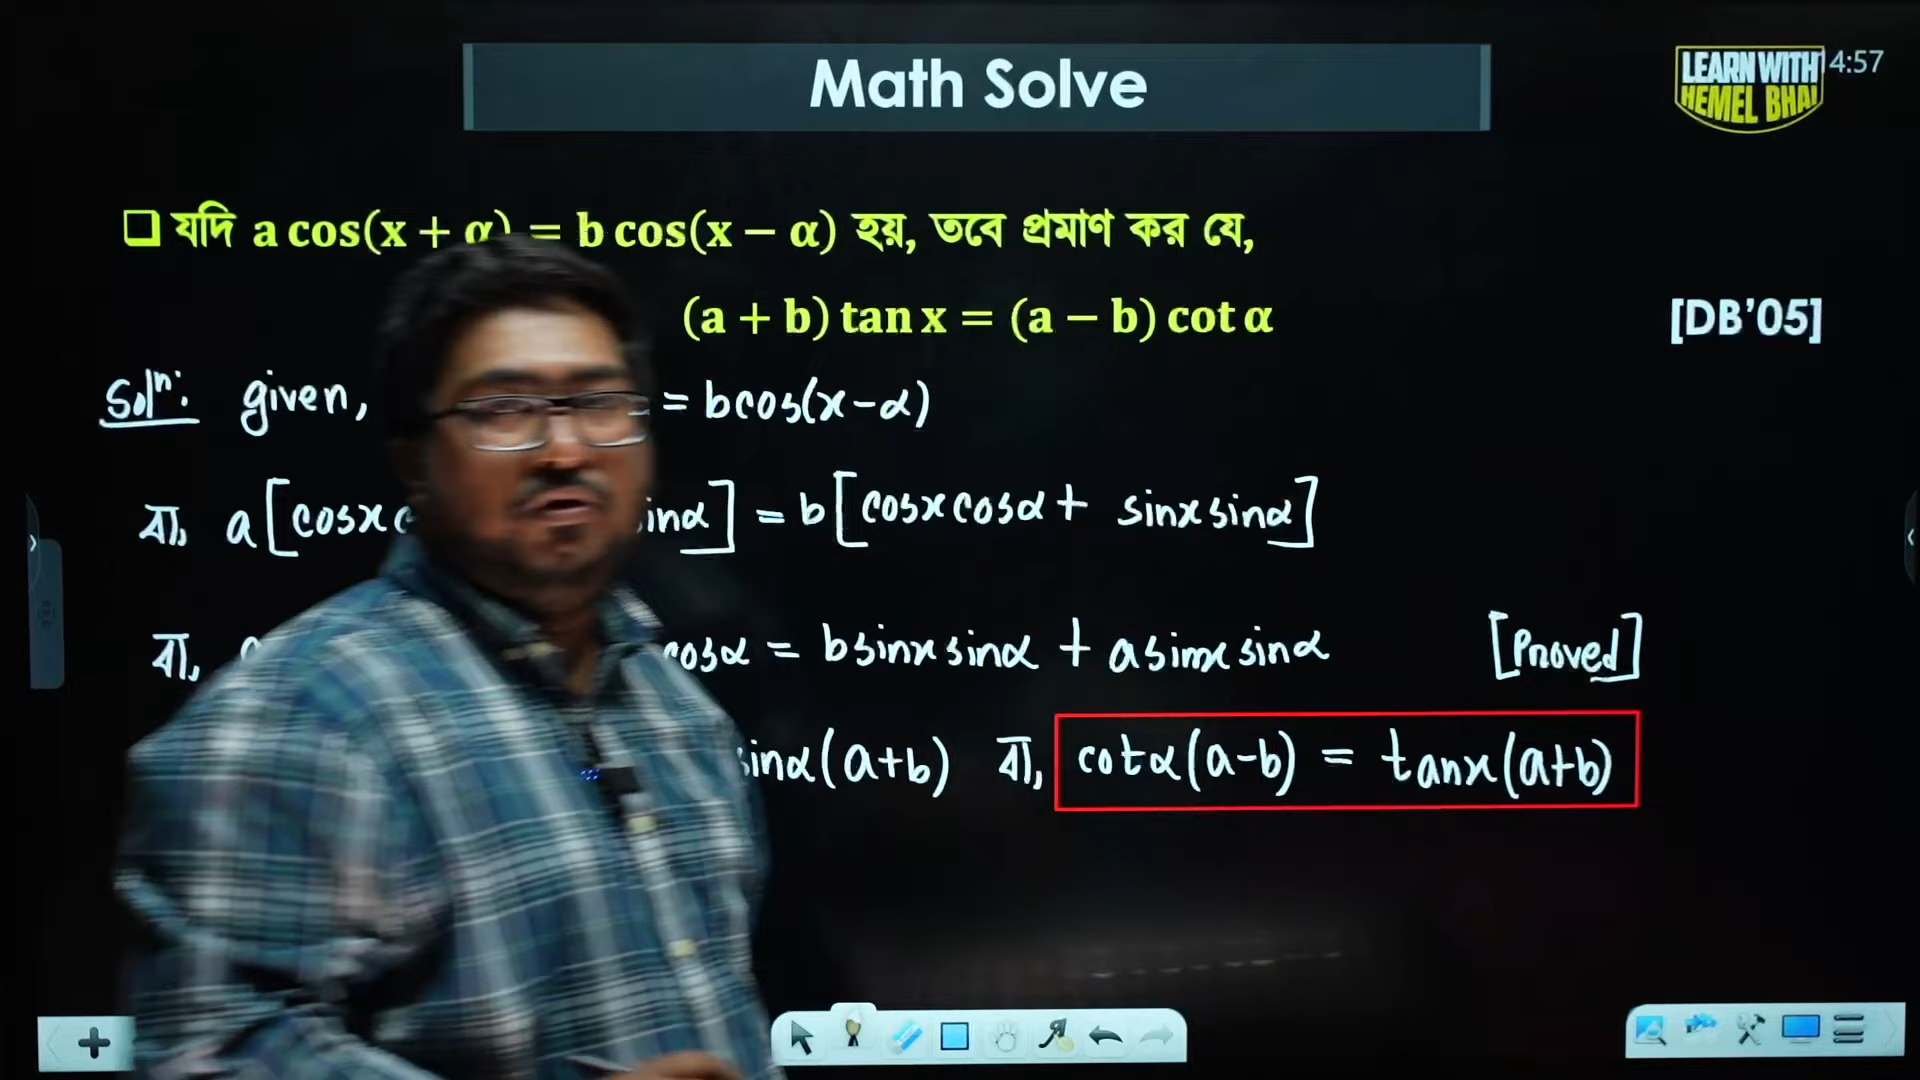 Math Solve
LEARN WITH
HEMEL BHAI
4:57
❑ যদি a cos(x + α) = b cos(x − α) হয়, তবে প্রমাণ কর যে,
(a + b) tan x = (a − b) cot α
[DB’05]
Solⁿ: given, = bcos(x-α)
বা, a[cosx inα] = b[cosxcosα + sinxsinα]
বা, cosα = bsinxsinα + asinxsinα [Proved]
sinα(a+b) বা, cotα(a-b) = tanx(a+b)